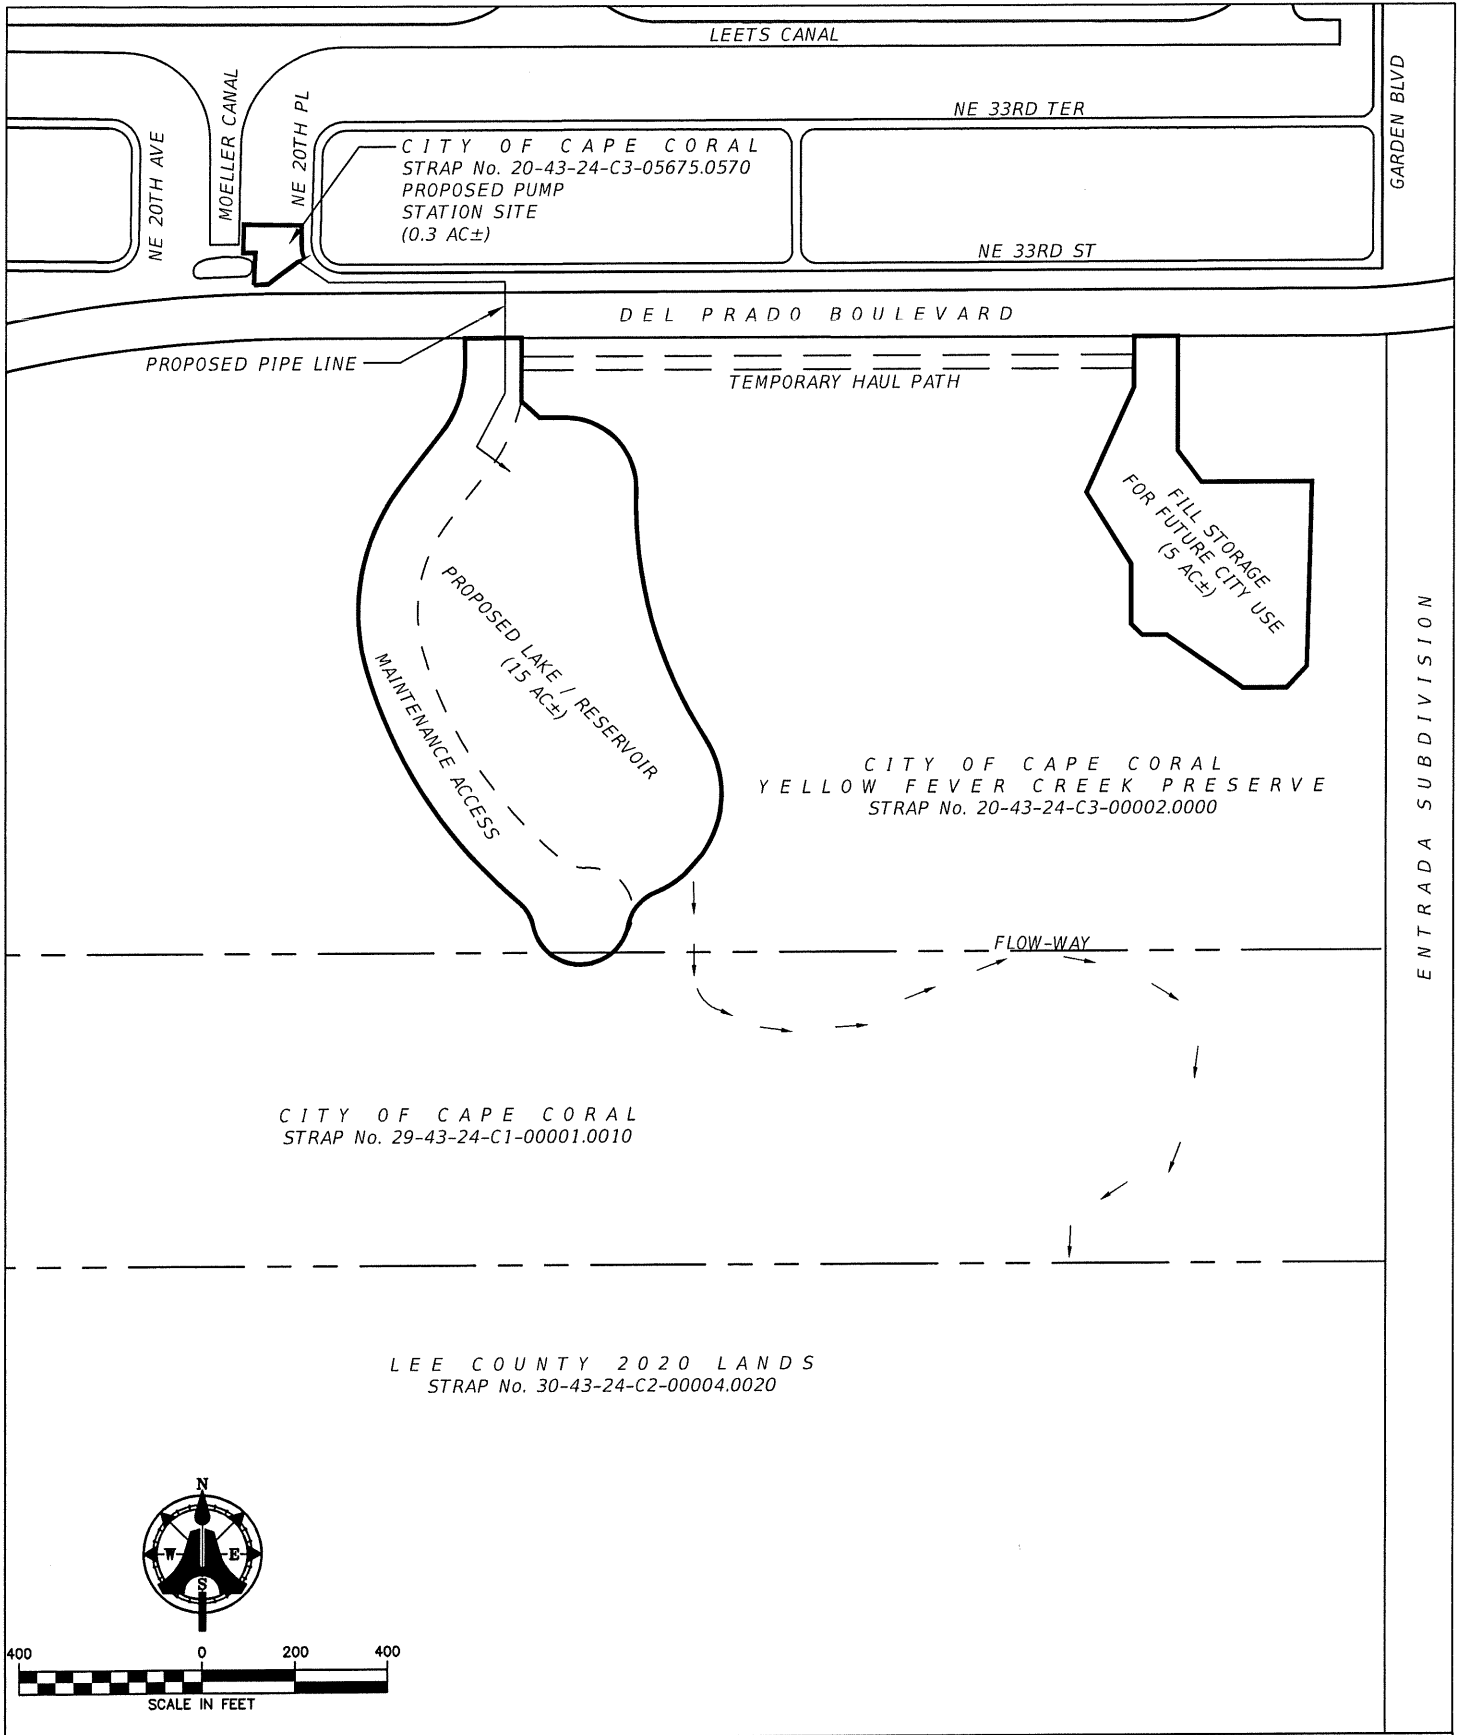 LEETS CANAL
MOELLER CANAL
NE 20TH PL
NE 20TH AVE
GARDEN BLVD
NE 33RD TER
CITY OF CAPE CORAL
STRAP No. 20-43-24-C3-05675.0570
PROPOSED PUMP
STATION SITE
(0.3 AC±)
NE 33RD ST
DEL PRADO BOULEVARD
PROPOSED PIPE LINE
TEMPORARY HAUL PATH
FILL STORAGE
FOR FUTURE CITY USE
(5 AC±)
PROPOSED LAKE / RESERVOIR
(15 AC±)
MAINTENANCE ACCESS
CITY OF CAPE CORAL
YELLOW FEVER CREEK PRESERVE
STRAP No. 20-43-24-C3-00002.0000
ENTRADA SUBDIVISION
FLOW-WAY
CITY OF CAPE CORAL
STRAP No. 29-43-24-C1-00001.0010
LEE COUNTY 2020 LANDS
STRAP No. 30-43-24-C2-00004.0020
N
W E
S
400 0 200 400
SCALE IN FEET